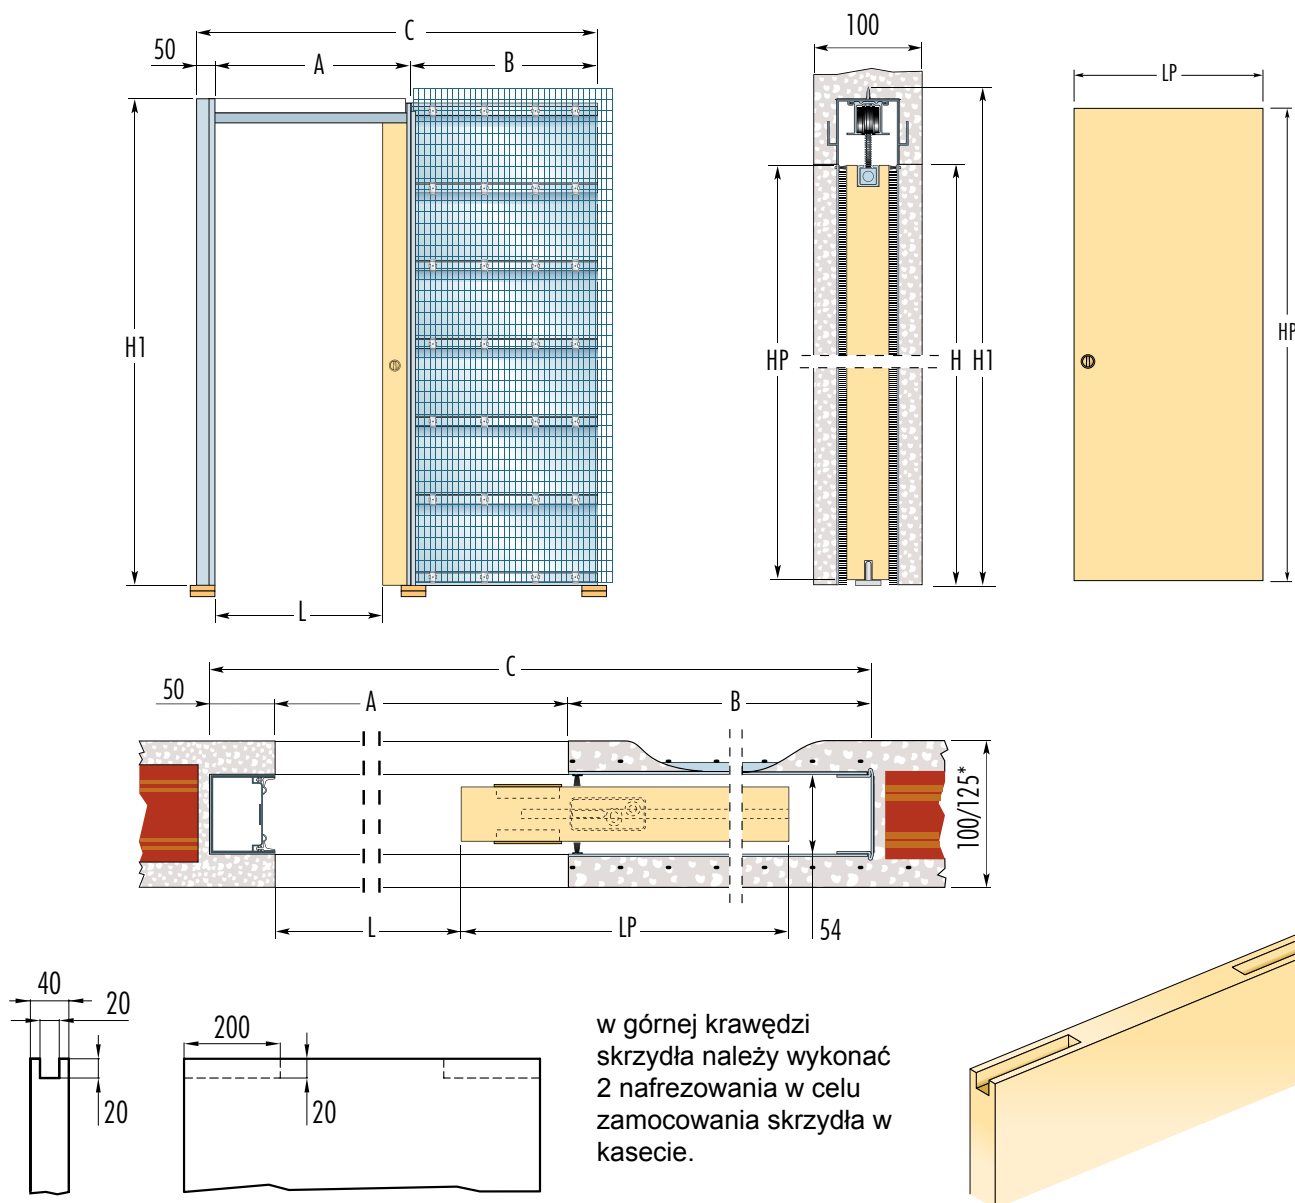 C
50
A
B
H1
L
100
HP
H
H1
LP
HP
C
50
A
B
100/125*
L
LP
54
40
20
20
200
20
w górnej krawędzi
skrzydła należy wykonać
2 nafrezowania w celu
zamocowania skrzydła w
kasecie.